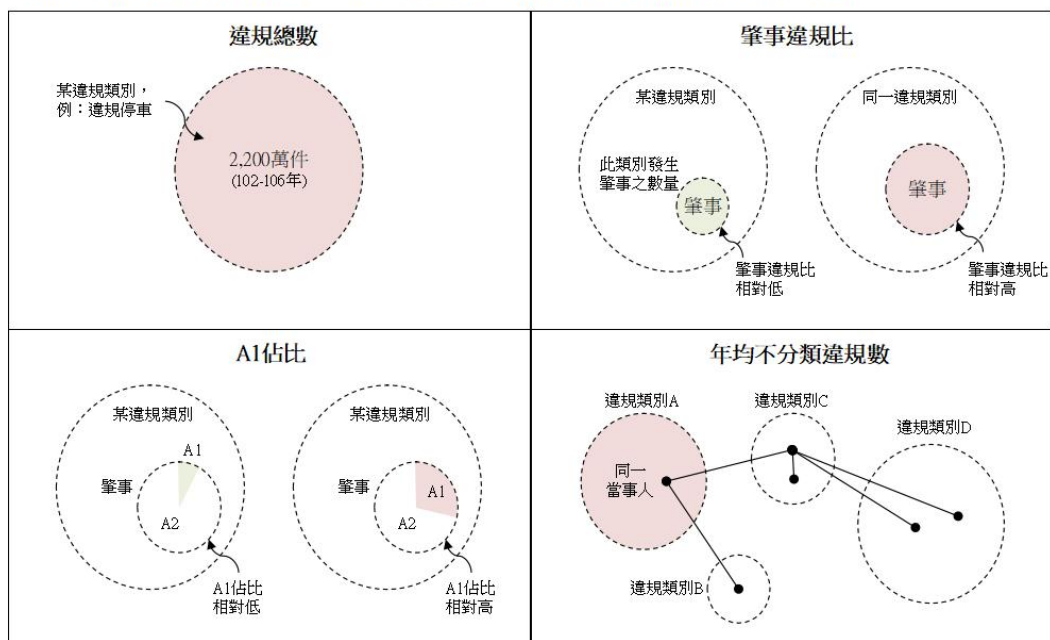 違規總數
某違規類別，
例：違規停車
2,200萬件
(102-106年)
肇事違規比
某違規類別
此類別發生
肇事之數量
肇事
肇事違規比
相對低
同一違規類別
肇事
肇事違規比
相對高
A1佔比
某違規類別
A1
肇事
A2
A1佔比
相對低
某違規類別
肇事
A1
A2
A1佔比
相對高
年均不分類違規數
違規類別A
同一
當事人
違規類別C
違規類別D
違規類別B